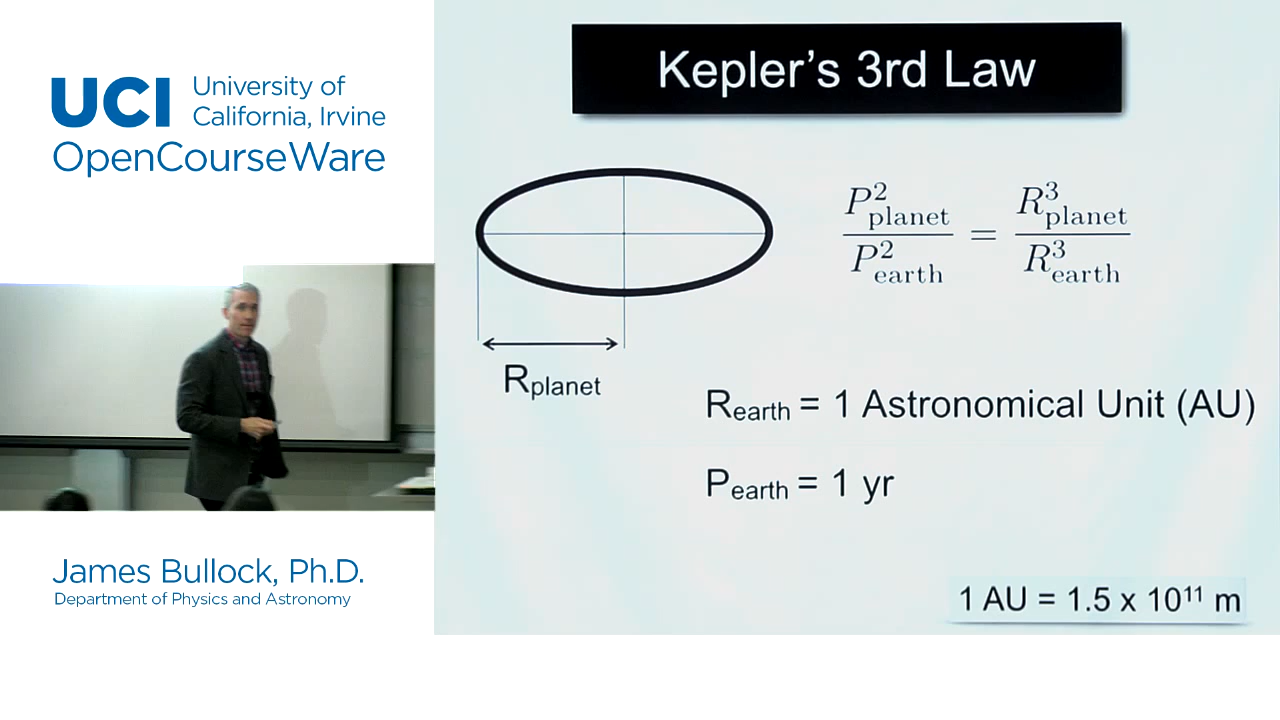 UCI University of
California, Irvine
OpenCourseWare
Kepler's 3rd Law
P²planet / P²earth = R³planet / R³earth
Rplanet
Rearth = 1 Astronomical Unit (AU)
Pearth = 1 yr
1 AU = 1.5 x 10¹¹ m
James Bullock, Ph.D.
Department of Physics and Astronomy